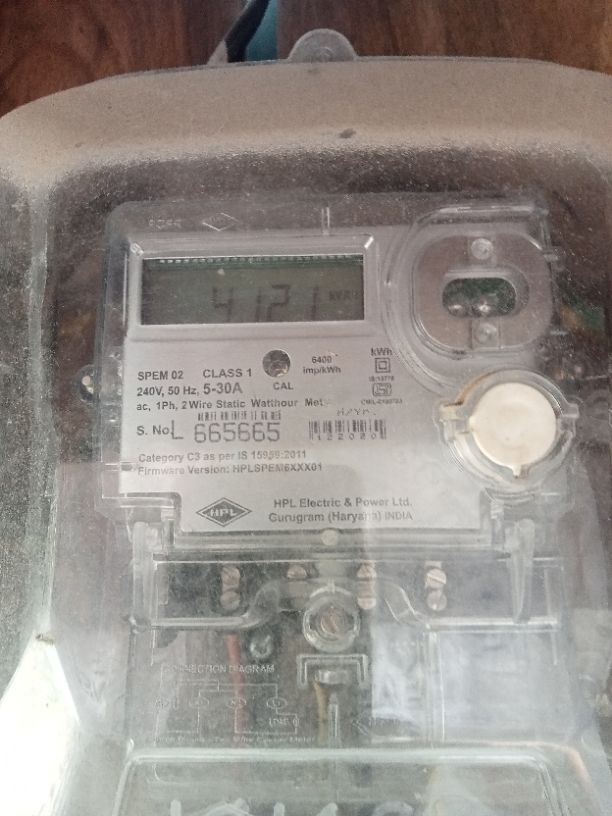 4121
SPEM 02 CLASS 1
6400
imp/kWh
kWh
240V, 50 Hz, 5-30A
CAL
ac, 1Ph, 2 Wire Static Watthour
S. No L 665665
Category C3 as per IS 15959:2011
Firmware Version: HPLSPEM6XXX01
HPL
HPL Electric & Power Ltd.
Gurugram (Haryana) INDIA
CONNECTION DIAGRAM